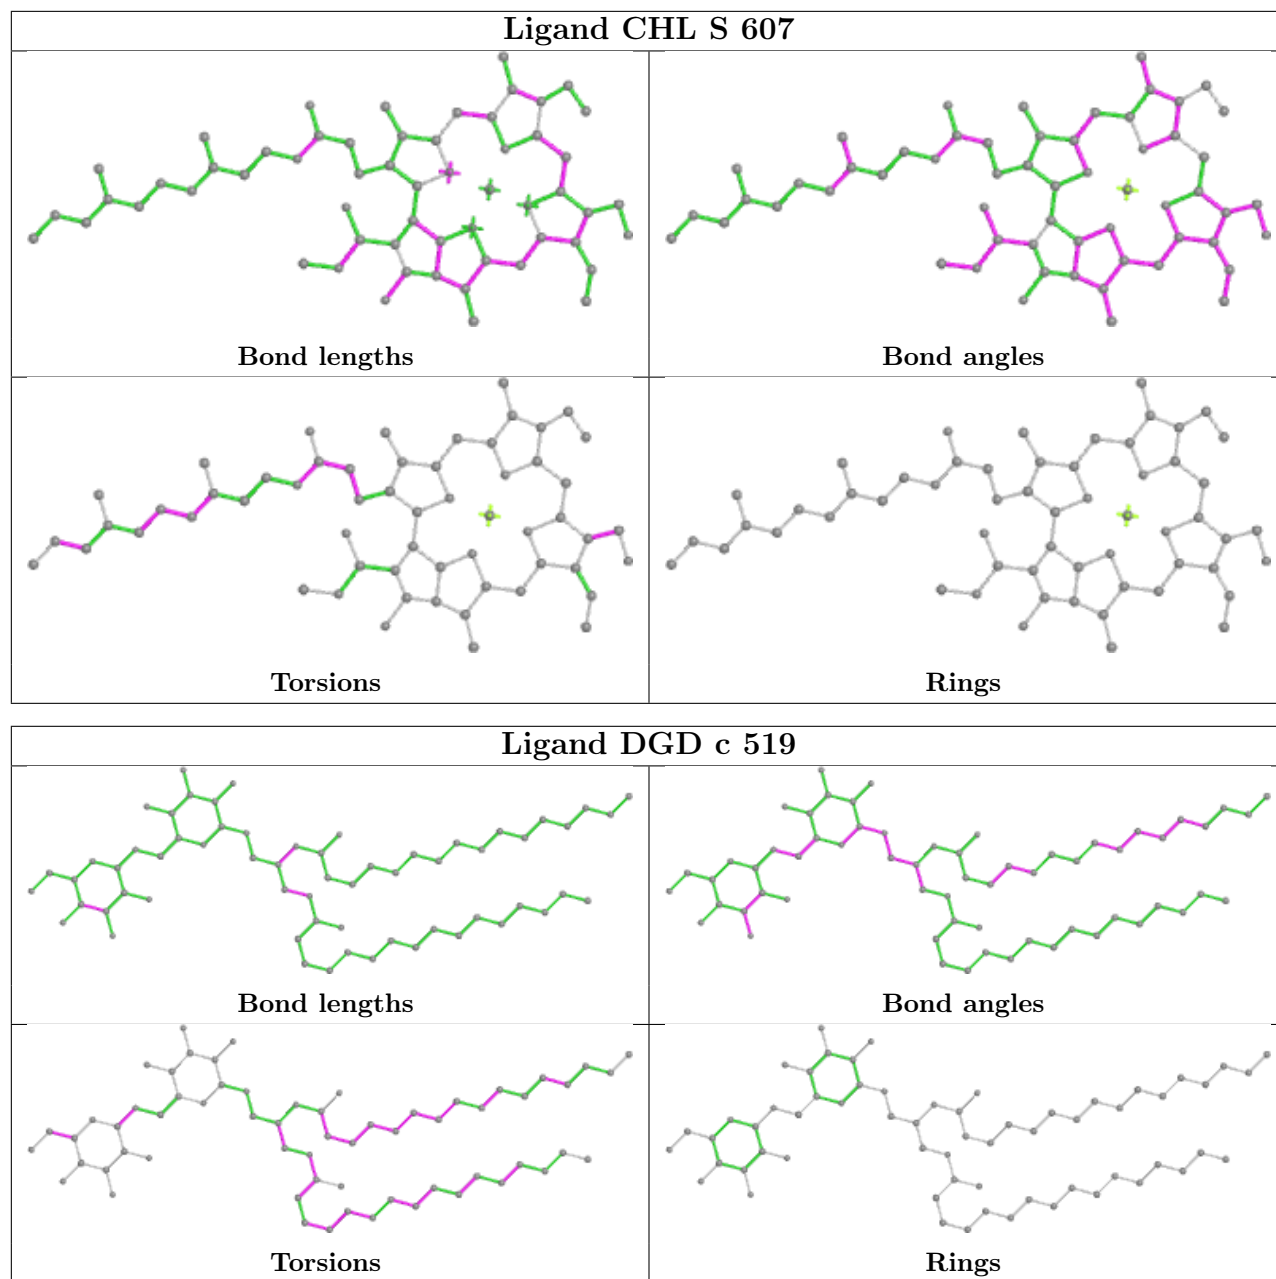 Ligand CHL S 607
Bond lengths
Bond angles
Torsions
Rings
Ligand DGD c 519
Bond lengths
Bond angles
Torsions
Rings